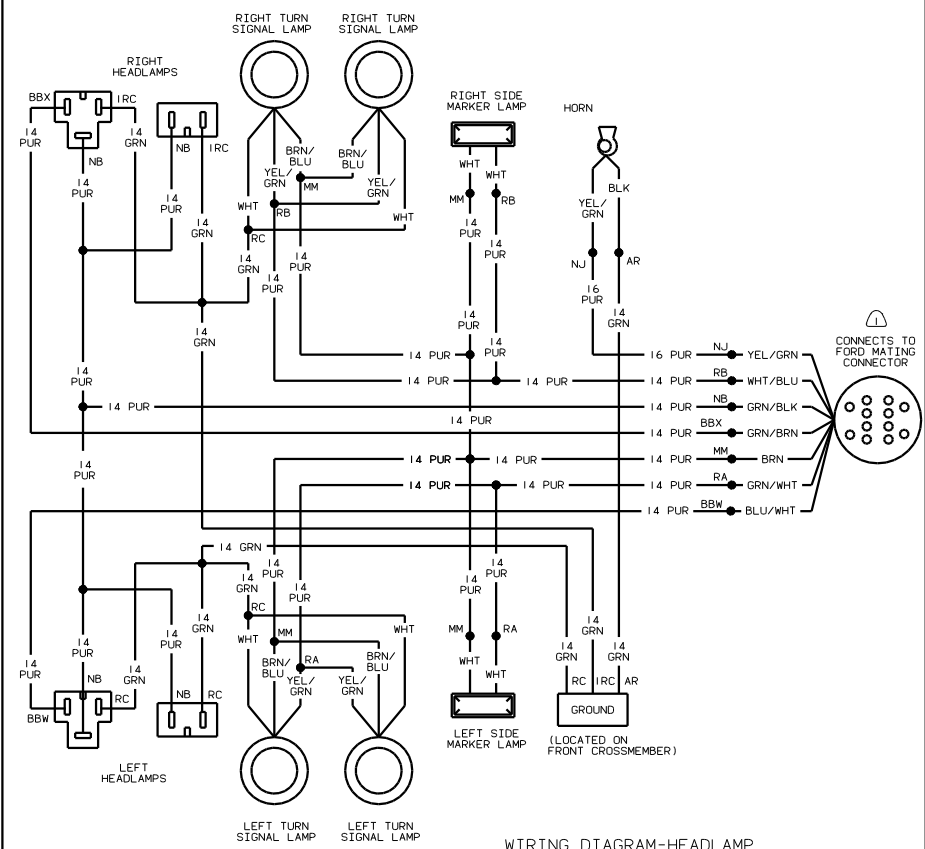 RIGHT TURN
SIGNAL LAMP
RIGHT TURN
SIGNAL LAMP
RIGHT
HEADLAMPS
RIGHT SIDE
MARKER LAMP
HORN
BBX
IRC
14
PUR
14
GRN
NB
NB
IRC
14
PUR
14
PUR
14
GRN
BRN/
BLU
YEL/
GRN
MM
BRN/
BLU
YEL/
GRN
WHT
RB
WHT
RC
14
GRN
14
PUR
14
PUR
WHT
WHT
MM
RB
14
PUR
14
PUR
YEL/
GRN
BLK
NJ
AR
16
PUR
14
GRN
14
GRN
14
PUR
14
PUR
1
CONNECTS TO
FORD MATING
CONNECTOR
14 PUR
16 PUR
NJ
YEL/GRN
14
PUR
14 PUR
14 PUR
14 PUR
RB
WHT/BLU
14 PUR
14 PUR
NB
GRN/BLK
14 PUR
14 PUR
BBX
GRN/BRN
14
PUR
14 PUR
14 PUR
14 PUR
MM
BRN
14 PUR
14 PUR
14 PUR
RA
GRN/WHT
14 PUR
BBW
BLU/WHT
14 GRN
14
PUR
14
GRN
14
PUR
14
PUR
14
PUR
RC
WHT
MM
BRN/
BLU
RA
YEL/
GRN
YEL/
GRN
BRN/
BLU
WHT
MM
RA
WHT
WHT
14
GRN
14
GRN
14
GRN
RC
IRC
AR
GROUND
(LOCATED ON
FRONT CROSSMEMBER)
14
PUR
14
PUR
14
GRN
14
PUR
14
GRN
NB
RC
NB
RC
BBW
LEFT
HEADLAMPS
LEFT SIDE
MARKER LAMP
LEFT TURN
SIGNAL LAMP
LEFT TURN
SIGNAL LAMP
WIRING DIAGRAM-HEADLAMP